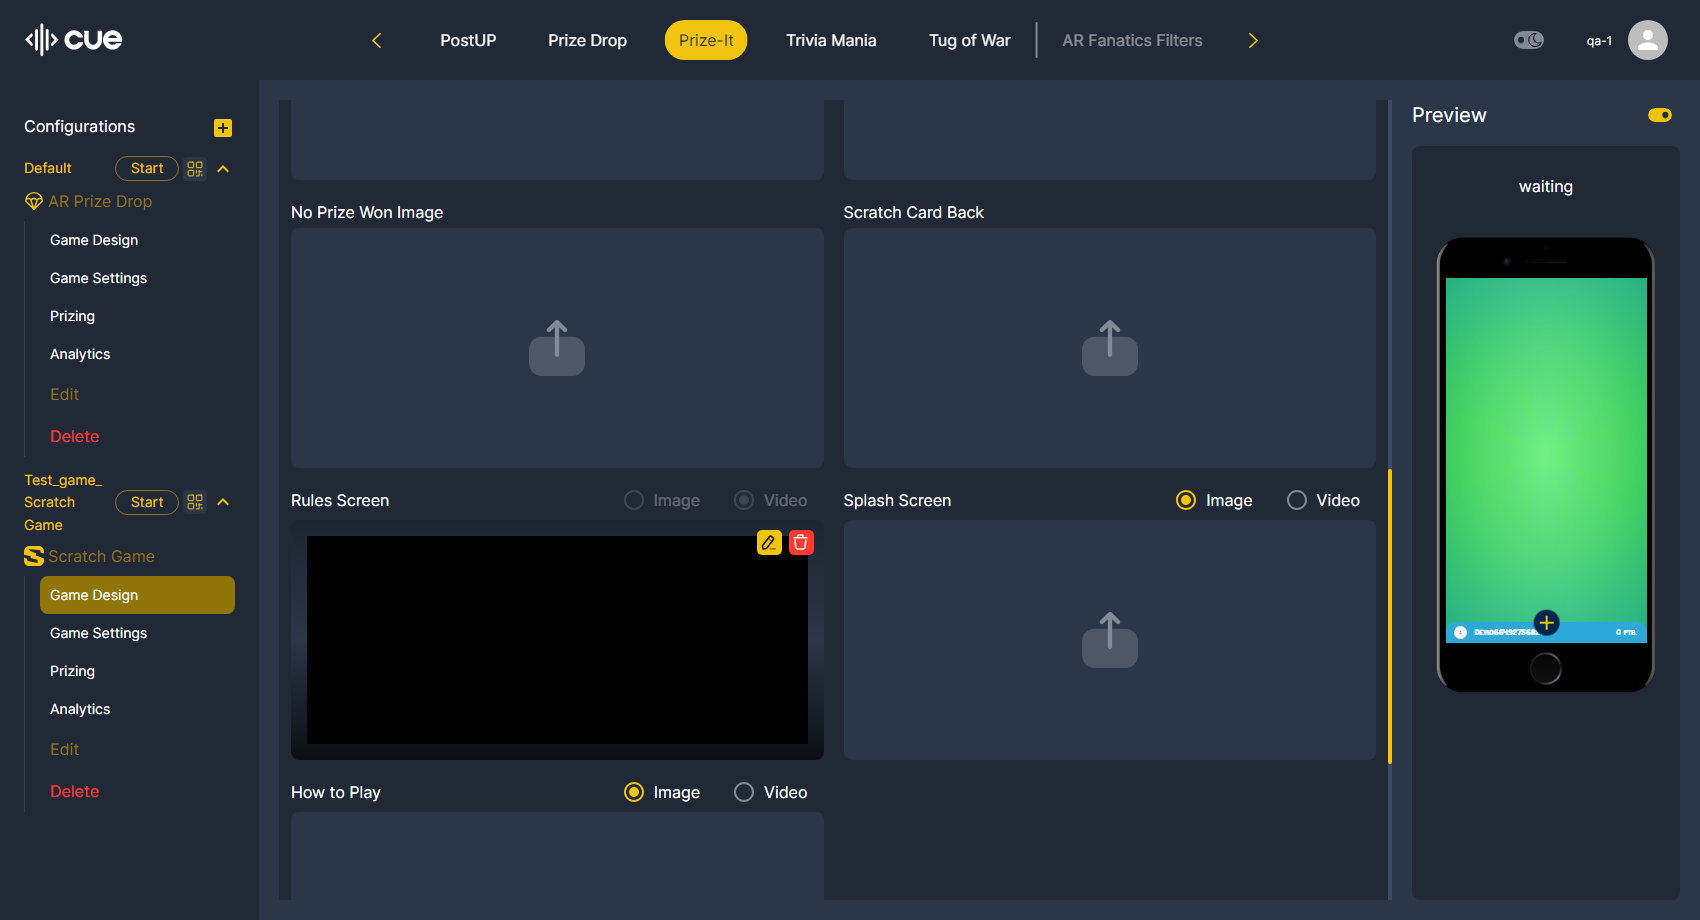 cue
PostUP
Prize Drop
Prize-It
Trivia Mania
Tug of War
AR Fanatics Filters
qa-1
Configurations
Default
Start
AR Prize Drop
Game Design
Game Settings
Prizing
Analytics
Edit
Delete
Test_game_
Scratch
Game
Start
Scratch Game
Game Design
Game Settings
Prizing
Analytics
Edit
Delete
No Prize Won Image
Scratch Card Back
Rules Screen
Image
Video
Splash Screen
Image
Video
How to Play
Image
Video
Preview
waiting
0 PTS.